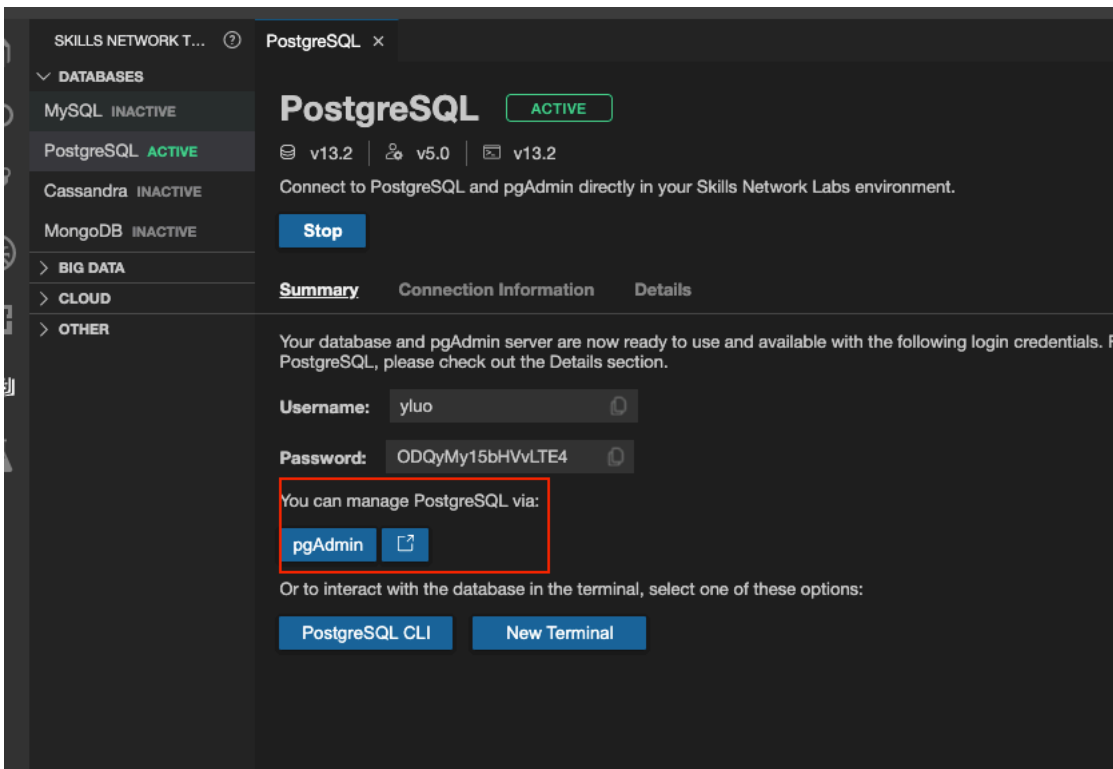 SKILLS NETWORK T...
PostgreSQL ×
DATABASES
MySQL INACTIVE
PostgreSQL ACTIVE
Cassandra INACTIVE
MongoDB INACTIVE
BIG DATA
CLOUD
OTHER
PostgreSQL ACTIVE
v13.2 v5.0 v13.2
Connect to PostgreSQL and pgAdmin directly in your Skills Network Labs environment.
Stop
Summary Connection Information Details
Your database and pgAdmin server are now ready to use and available with the following login credentials. F
PostgreSQL, please check out the Details section.
Username: yluo
Password: ODQyMy15bHVvLTE4
You can manage PostgreSQL via:
pgAdmin
Or to interact with the database in the terminal, select one of these options:
PostgreSQL CLI New Terminal